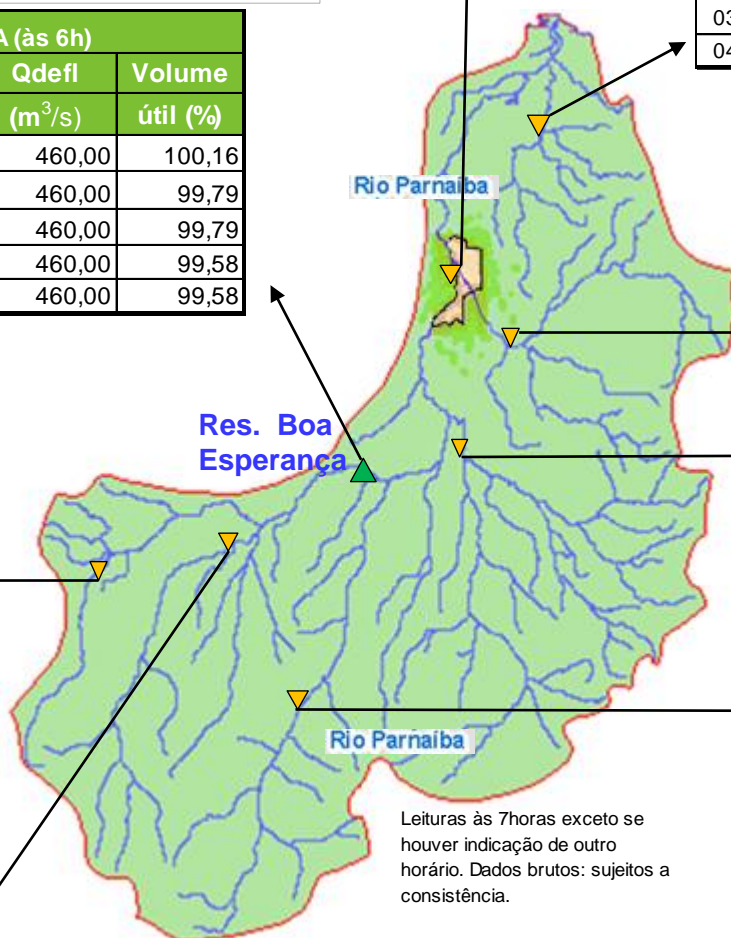 A (às 6h)
Qdefl Volume
(m³/s) útil (%)
460,00 100,16
460,00 99,79
460,00 99,79
460,00 99,58
460,00 99,58
03
04
Rio Parnaíba
Res. Boa
Esperança
Rio Parnaíba
Leituras às 7horas exceto se
houver indicação de outro
horário. Dados brutos: sujeitos a
consistência.